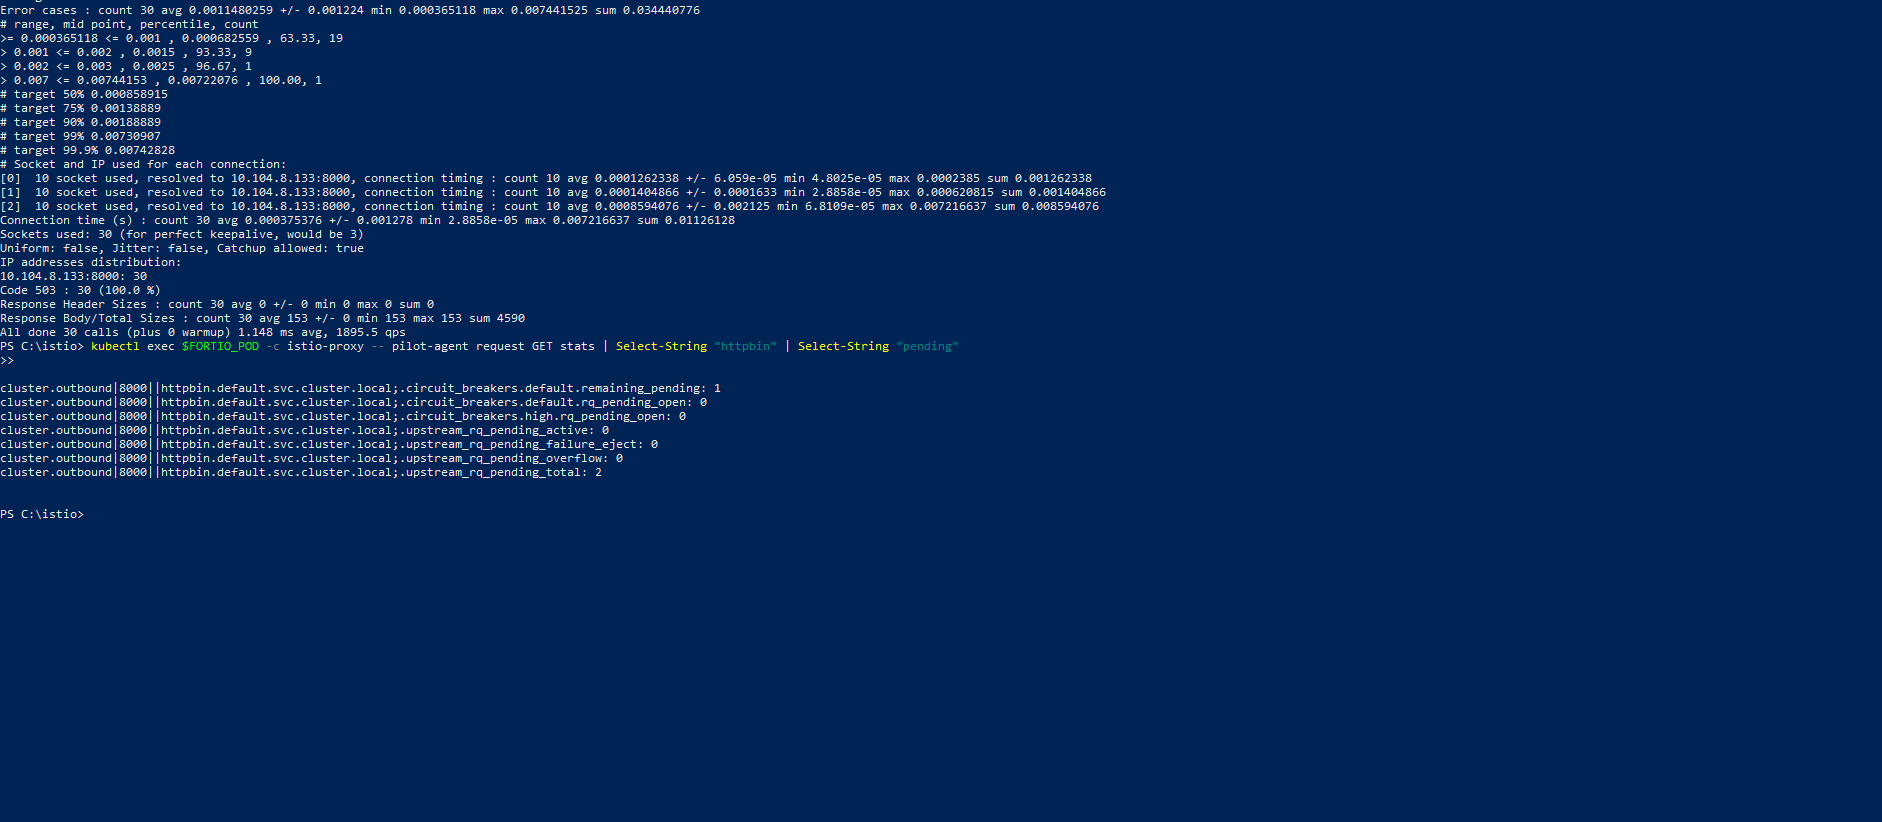 Error cases : count 30 avg 0.0011480259 +/- 0.001224 min 0.000365118 max 0.007441525 sum 0.034440776
# range, mid point, percentile, count
>= 0.000365118 <= 0.001 , 0.000682559 , 63.33, 19
> 0.001 <= 0.002 , 0.0015 , 93.33, 9
> 0.002 <= 0.003 , 0.0025 , 96.67, 1
> 0.007 <= 0.00744153 , 0.00722076 , 100.00, 1
# target 50% 0.000858915
# target 75% 0.00138889
# target 90% 0.00188889
# target 99% 0.00730907
# target 99.9% 0.00742828
# Socket and IP used for each connection:
[0]  10 socket used, resolved to 10.104.8.133:8000, connection timing : count 10 avg 0.0001262338 +/- 6.059e-05 min 4.8025e-05 max 0.0002385 sum 0.001262338
[1]  10 socket used, resolved to 10.104.8.133:8000, connection timing : count 10 avg 0.0001404866 +/- 0.0001633 min 2.8858e-05 max 0.000620815 sum 0.001404866
[2]  10 socket used, resolved to 10.104.8.133:8000, connection timing : count 10 avg 0.0008594076 +/- 0.002125 min 6.8109e-05 max 0.007216637 sum 0.008594076
Connection time (s) : count 30 avg 0.000375376 +/- 0.001278 min 2.8858e-05 max 0.007216637 sum 0.01126128
Sockets used: 30 (for perfect keepalive, would be 3)
Uniform: false, Jitter: false, Catchup allowed: true
IP addresses distribution:
10.104.8.133:8000: 30
Code 503 : 30 (100.0 %)
Response Header Sizes : count 30 avg 0 +/- 0 min 0 max 0 sum 0
Response Body/Total Sizes : count 30 avg 153 +/- 0 min 153 max 153 sum 4590
All done 30 calls (plus 0 warmup) 1.148 ms avg, 1895.5 qps
PS C:\istio> kubectl exec $FORTIO_POD -c istio-proxy -- pilot-agent request GET stats | Select-String "httpbin" | Select-String "pending"
>>
cluster.outbound|8000||httpbin.default.svc.cluster.local;.circuit_breakers.default.remaining_pending: 1
cluster.outbound|8000||httpbin.default.svc.cluster.local;.circuit_breakers.default.rq_pending_open: 0
cluster.outbound|8000||httpbin.default.svc.cluster.local;.circuit_breakers.high.rq_pending_open: 0
cluster.outbound|8000||httpbin.default.svc.cluster.local;.upstream_rq_pending_active: 0
cluster.outbound|8000||httpbin.default.svc.cluster.local;.upstream_rq_pending_failure_eject: 0
cluster.outbound|8000||httpbin.default.svc.cluster.local;.upstream_rq_pending_overflow: 0
cluster.outbound|8000||httpbin.default.svc.cluster.local;.upstream_rq_pending_total: 2
PS C:\istio>